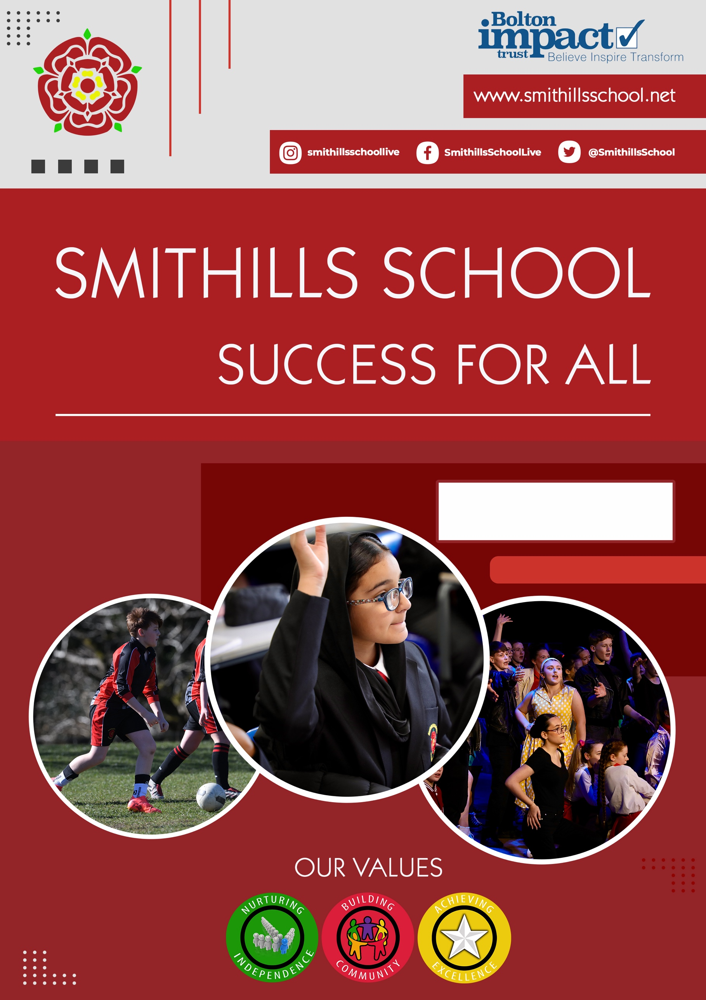 Bolton
impact
trust
Believe Inspire Transform
www.smithillsschool.net
smithillsschoollive
SmithillsSchoolLive
@SmithillsSchool
SMITHILLS SCHOOL
SUCCESS FOR ALL
OUR VALUES
NURTURING
INDEPENDENCE
BUILDING
COMMUNITY
ACHIEVING
EXCELLENCE